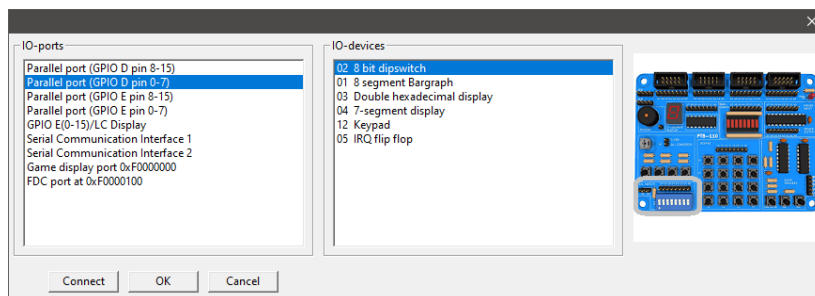 IO-ports
Parallel port (GPIO D pin 8-15)
Parallel port (GPIO D pin 0-7)
Parallel port (GPIO E pin 8-15)
Parallel port (GPIO E pin 0-7)
GPIO E(0-15)/LC Display
Serial Communication Interface 1
Serial Communication Interface 2
Game display port 0xF0000000
FDC port at 0xF0000100
IO-devices
02 8 bit dipswitch
01 8 segment Bargraph
03 Double hexadecimal display
04 7-segment display
12 Keypad
05 IRQ flip flop
PTB-110
Connect
OK
Cancel